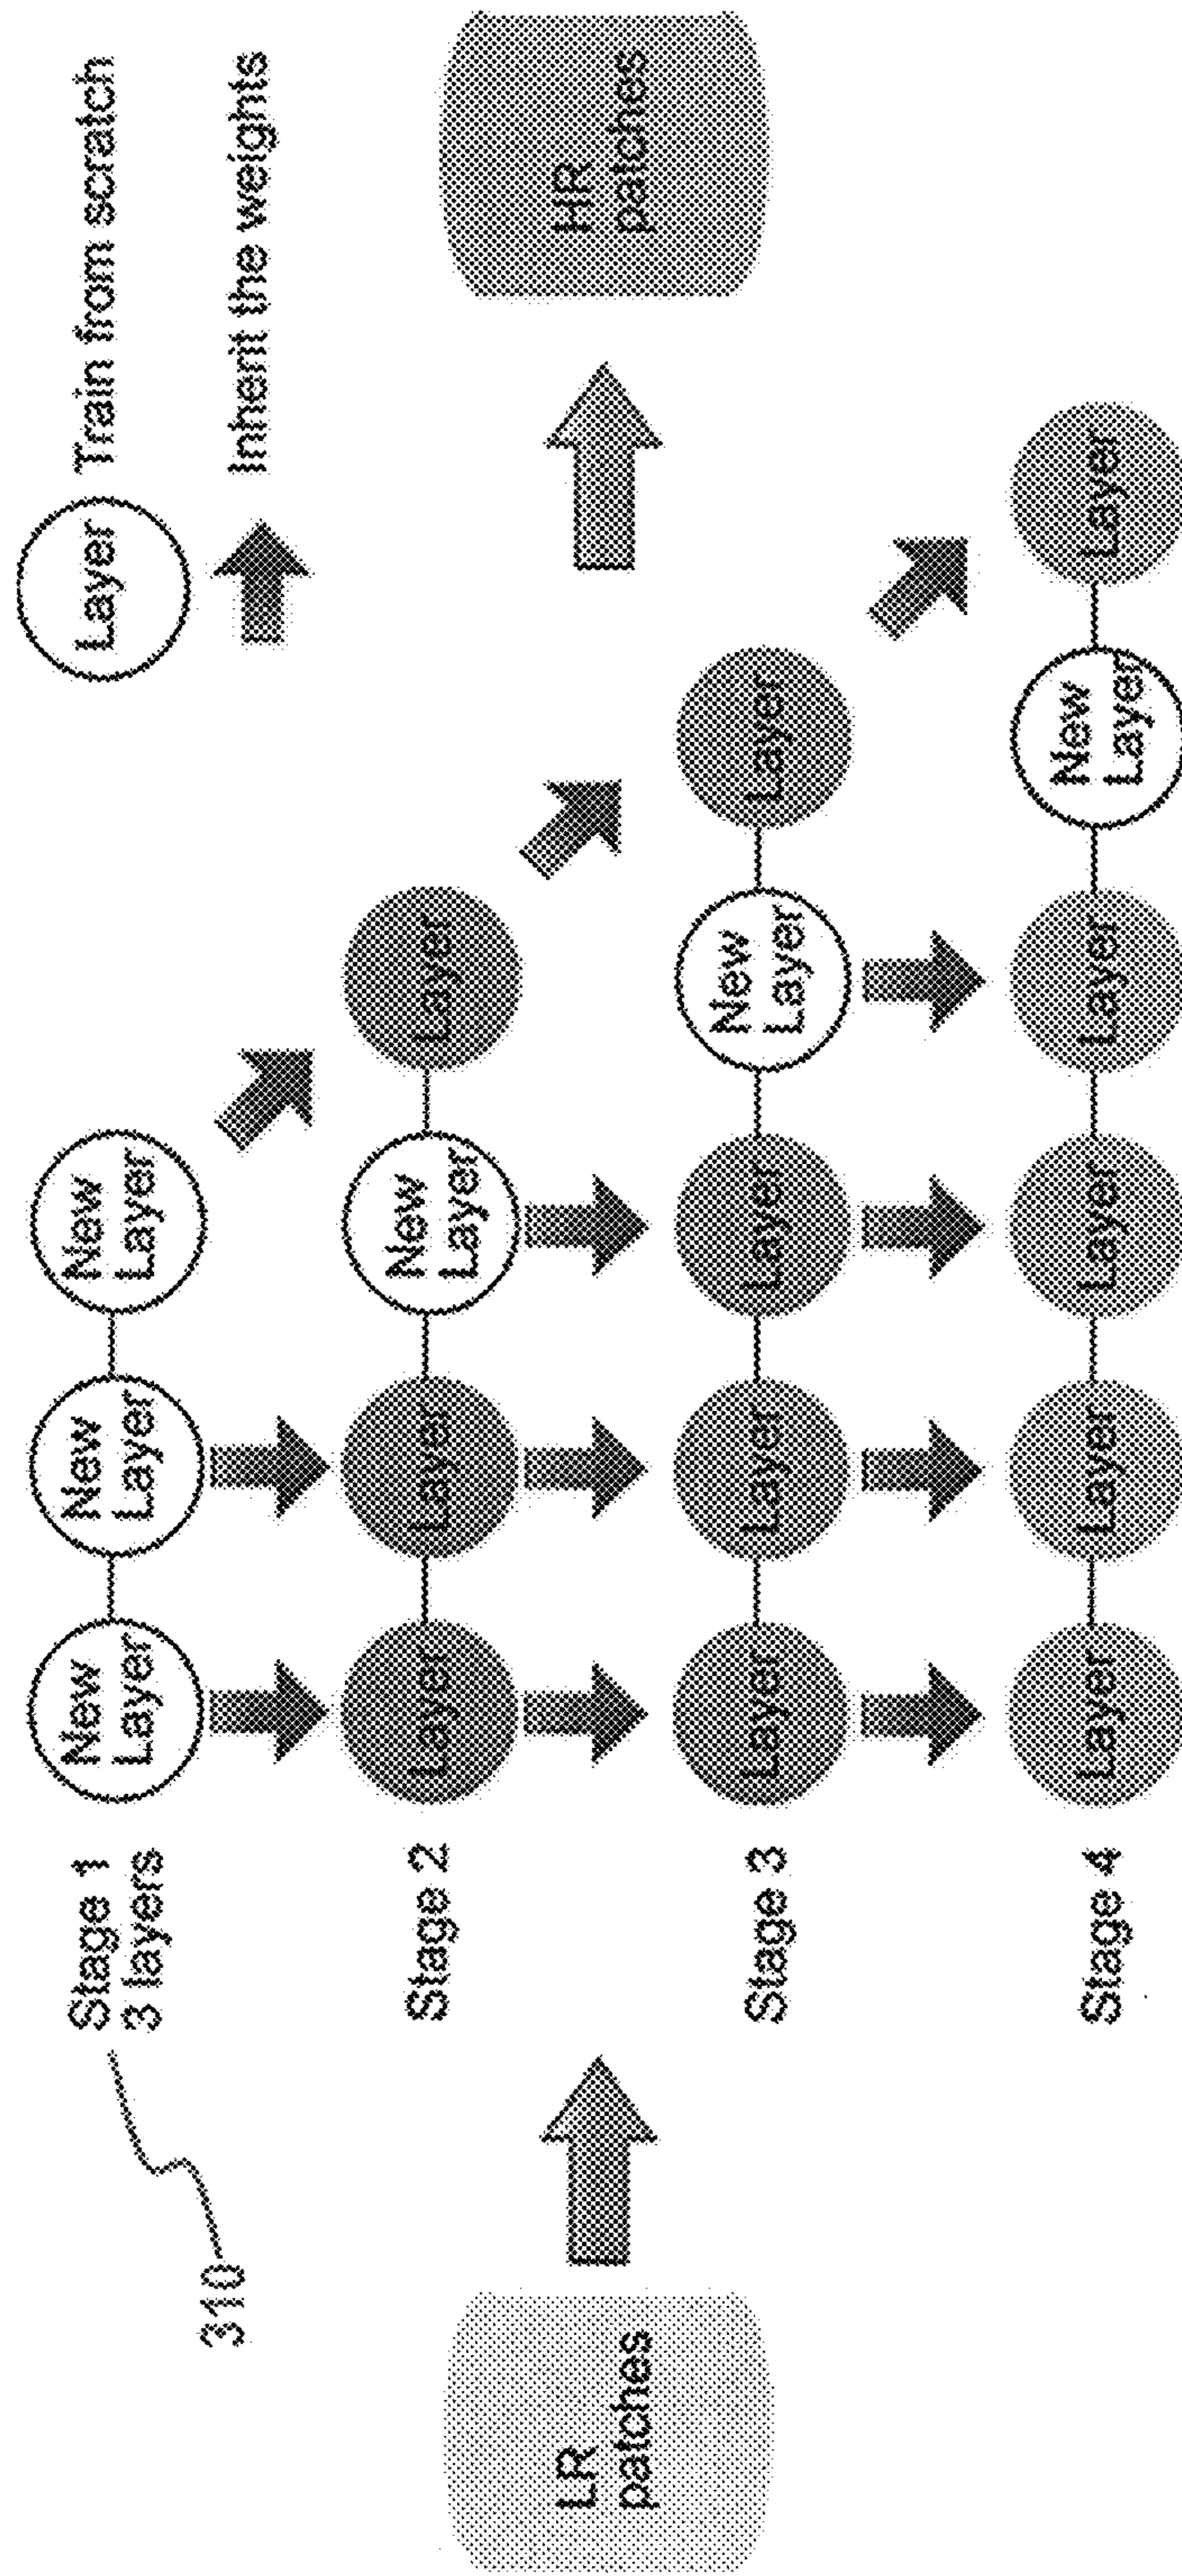 310
Stage 1
3 layers
New
Layer
New
Layer
New
Layer
Layer
Train from scratch
Inherit the weights
LR
patches
Stage 2
Layer
Layer
New
Layer
Layer
HR
patches
Stage 3
Layer
Layer
Layer
New
Layer
Layer
Stage 4
Layer
Layer
Layer
Layer
New
Layer
Layer